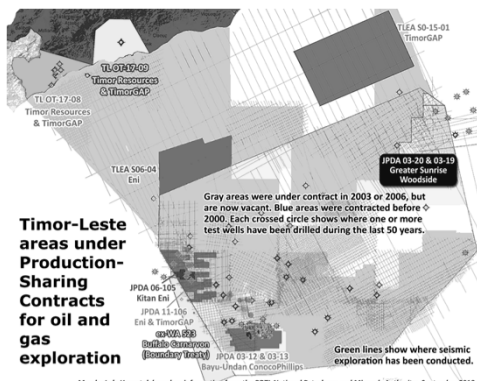 TLEA S0-15-01
TimorGAP
TL OT-17-09
Timor Resources
& TimorGAP
TL OT-17-08
Timor Resources
& TimorGAP
JPDA 03-20 & 03-19
Greater Sunrise
Woodside
TLEA S06-04
Eni
Gray areas were under contract in 2003 or 2006, but
are now vacant. Blue areas were contracted before
2000. Each crossed circle shows where one or more
test wells have been drilled during the last 50 years.
Timor-Leste
areas under
Production-
Sharing
Contracts
for oil and
gas
exploration
JPDA 06-105
Kitan Eni
JPDA 11-106
Eni & TimorGAP
ex-WA 523
Buffalo Carnarvon
(Boundary Treaty)
JPDA 03-12 & 03-13
Bayu-Undan ConocoPhillips
Green lines show where seismic
exploration has been conducted.